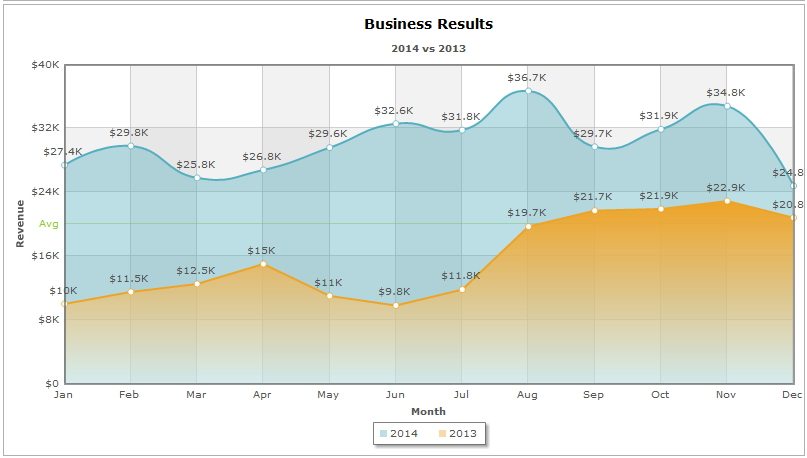 Business Results
2014 vs 2013
$40K
$36.7K
$34.8K
$32K
$32.6K
$31.8K
$31.9K
$29.8K
$29.6K
$29.7K
$27.4K
$25.8K
$26.8K
$24.8
$24K
$22.9K
$21.7K
$21.9K
$20.8
$19.7K
Avg
Revenue
$16K
$15K
$12.5K
$11.5K
$11.8K
$11K
$10K
$9.8K
$8K
$0
Jan Feb Mar Apr May Jun Jul Aug Sep Oct Nov Dec
Month
2014 2013